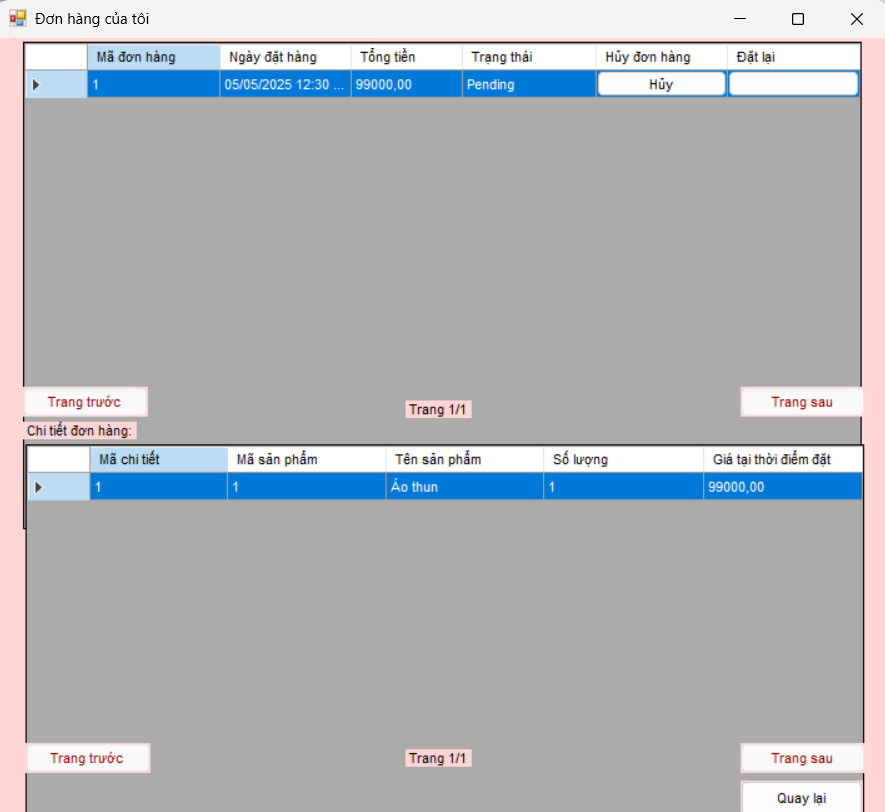 Đơn hàng của tôi
Mã đơn hàng Ngày đặt hàng Tổng tiền Trạng thái Hủy đơn hàng Đặt lại
1 05/05/2025 12:30 ... 99000,00 Pending Hủy
Trang trước Trang 1/1 Trang sau
Chi tiết đơn hàng:
Mã chi tiết Mã sản phẩm Tên sản phẩm Số lượng Giá tại thời điểm đặt
1 1 Áo thun 1 99000,00
Trang trước Trang 1/1 Trang sau
Quay lại